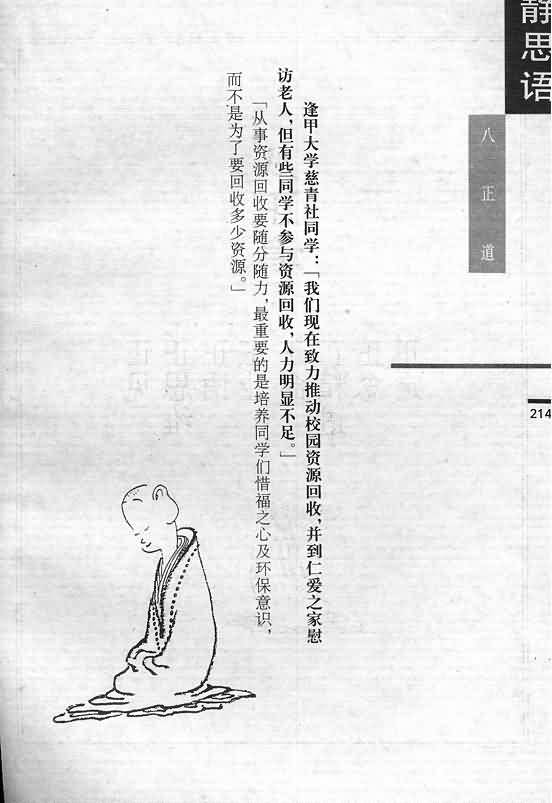 静思语
八正道
214
逢甲大学慈青社同学：「我们现在致力推动校园资源回收，并到仁爱之家慰
访老人，但有些同学不参与资源回收，人力明显不足。」
「从事资源回收要随分随力，最重要的是培养同学们惜福之心及环保意识，
而不是为了要回收多少资源。」